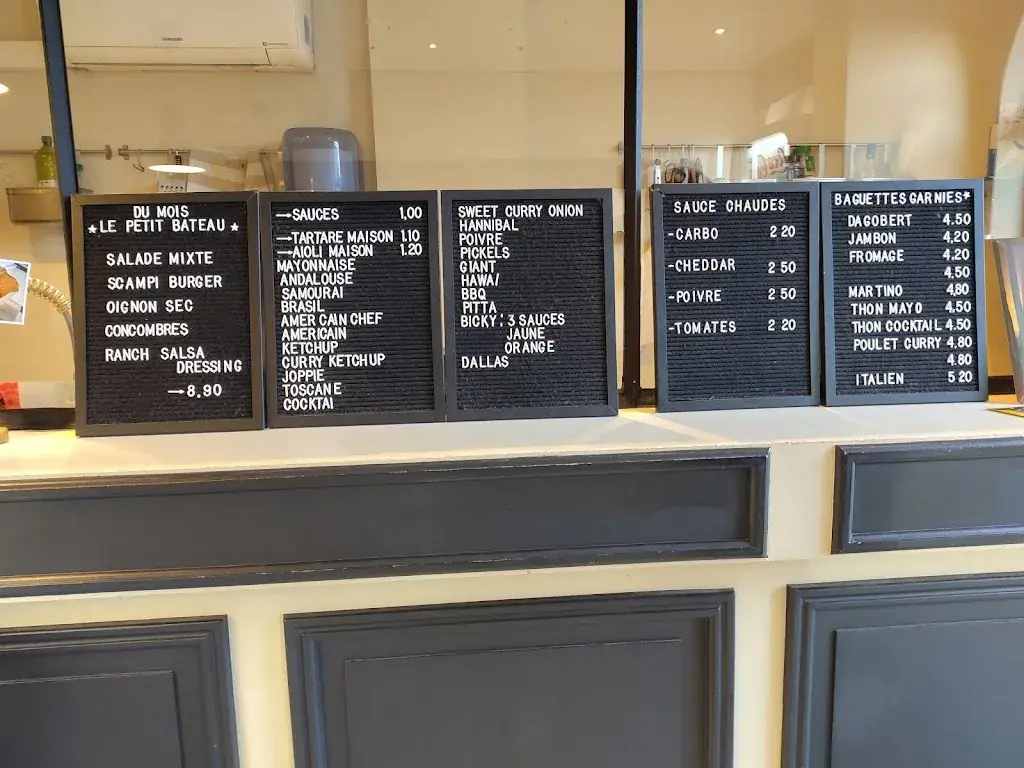 SAMSUNG
DU MOIS
★LE PETIT BATEAU★
SALADE MIXTE
SCAMPI BURGER
OIGNON SEC
CONCOMBRES
RANCH SALSA
DRESSING
→8.90
→SAUCES 1,00
→TARTARE MAISON 1.10
→AIOLI MAISON 1.20
MAYONNAISE
ANDALOUSE
SAMOURAI
BRASIL
AMER CAIN CHEF
AMERICAIN
KETCHUP
CURRY KETCHUP
JOPPIE
TOSCANE
COCKTAI
SWEET CURRY ONION
HANNIBAL
POIVRE
PICKELS
GIANT
HAWAI
BBQ
PITTA
BICKY: 3 SAUCES
JAUNE
ORANGE
DALLAS
SAUCE CHAUDES
-CARBO 2 20
-CHEDDAR 2 50
-POIVRE 2 50
-TOMATES 2 20
BAGUETTES GARNIES*
DAGOBERT 4.50
JAMBON 4,20
FROMAGE 4.20
4.50
MARTINO 4,80
THON MAYO 4,50
THON COCKTAIL 4.50
POULET CURRY 4.80
4.80
ITALIEN 5 20